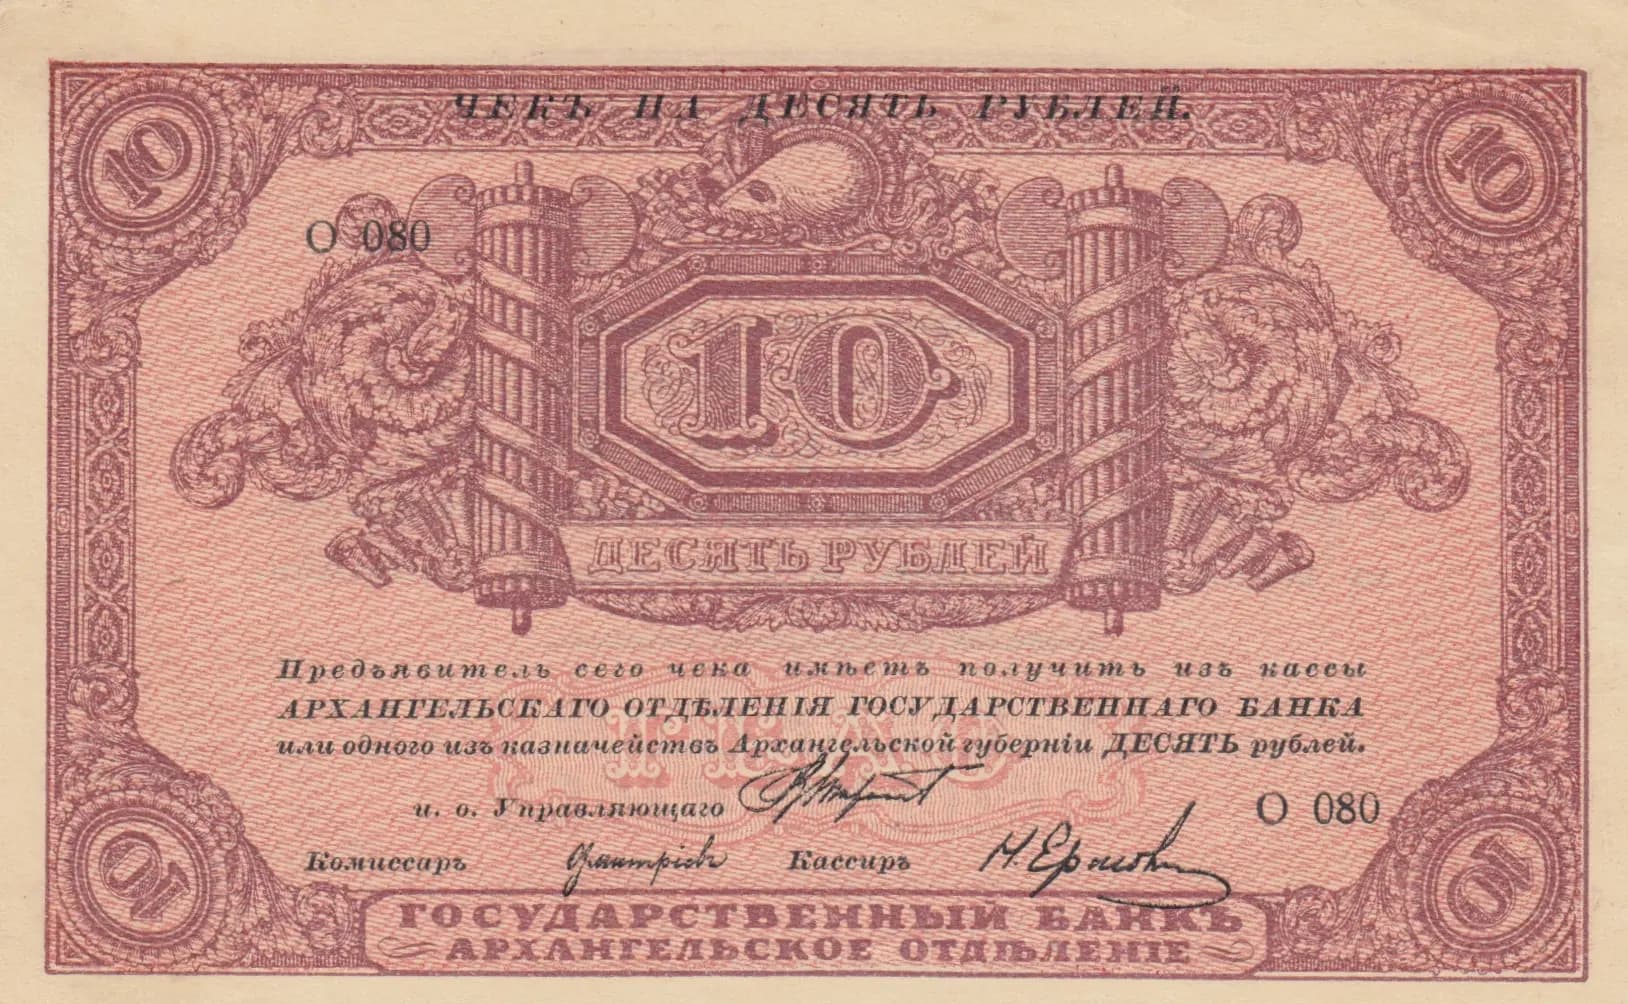 ЧЕКЪ НА ДЕСЯТЬ РУБЛЕЙ.
10 10
О 080
10
ДЕСЯТЬ РУБЛЕЙ
Предъявитель сего чека имѣетъ получить изъ кассы
АРХАНГЕЛЬСКАГО ОТДѢЛЕНІЯ ГОСУДАРСТВЕННАГО БАНКА
или одного изъ казначействъ Архангельской губерніи ДЕСЯТЬ рублей.
и. о. Управляющаго
О 080
Комиссаръ Кассиръ
10 10
ГОСУДАРСТВЕННЫЙ БАНКЪ
АРХАНГЕЛЬСКОЕ ОТДѢЛЕНІЕ